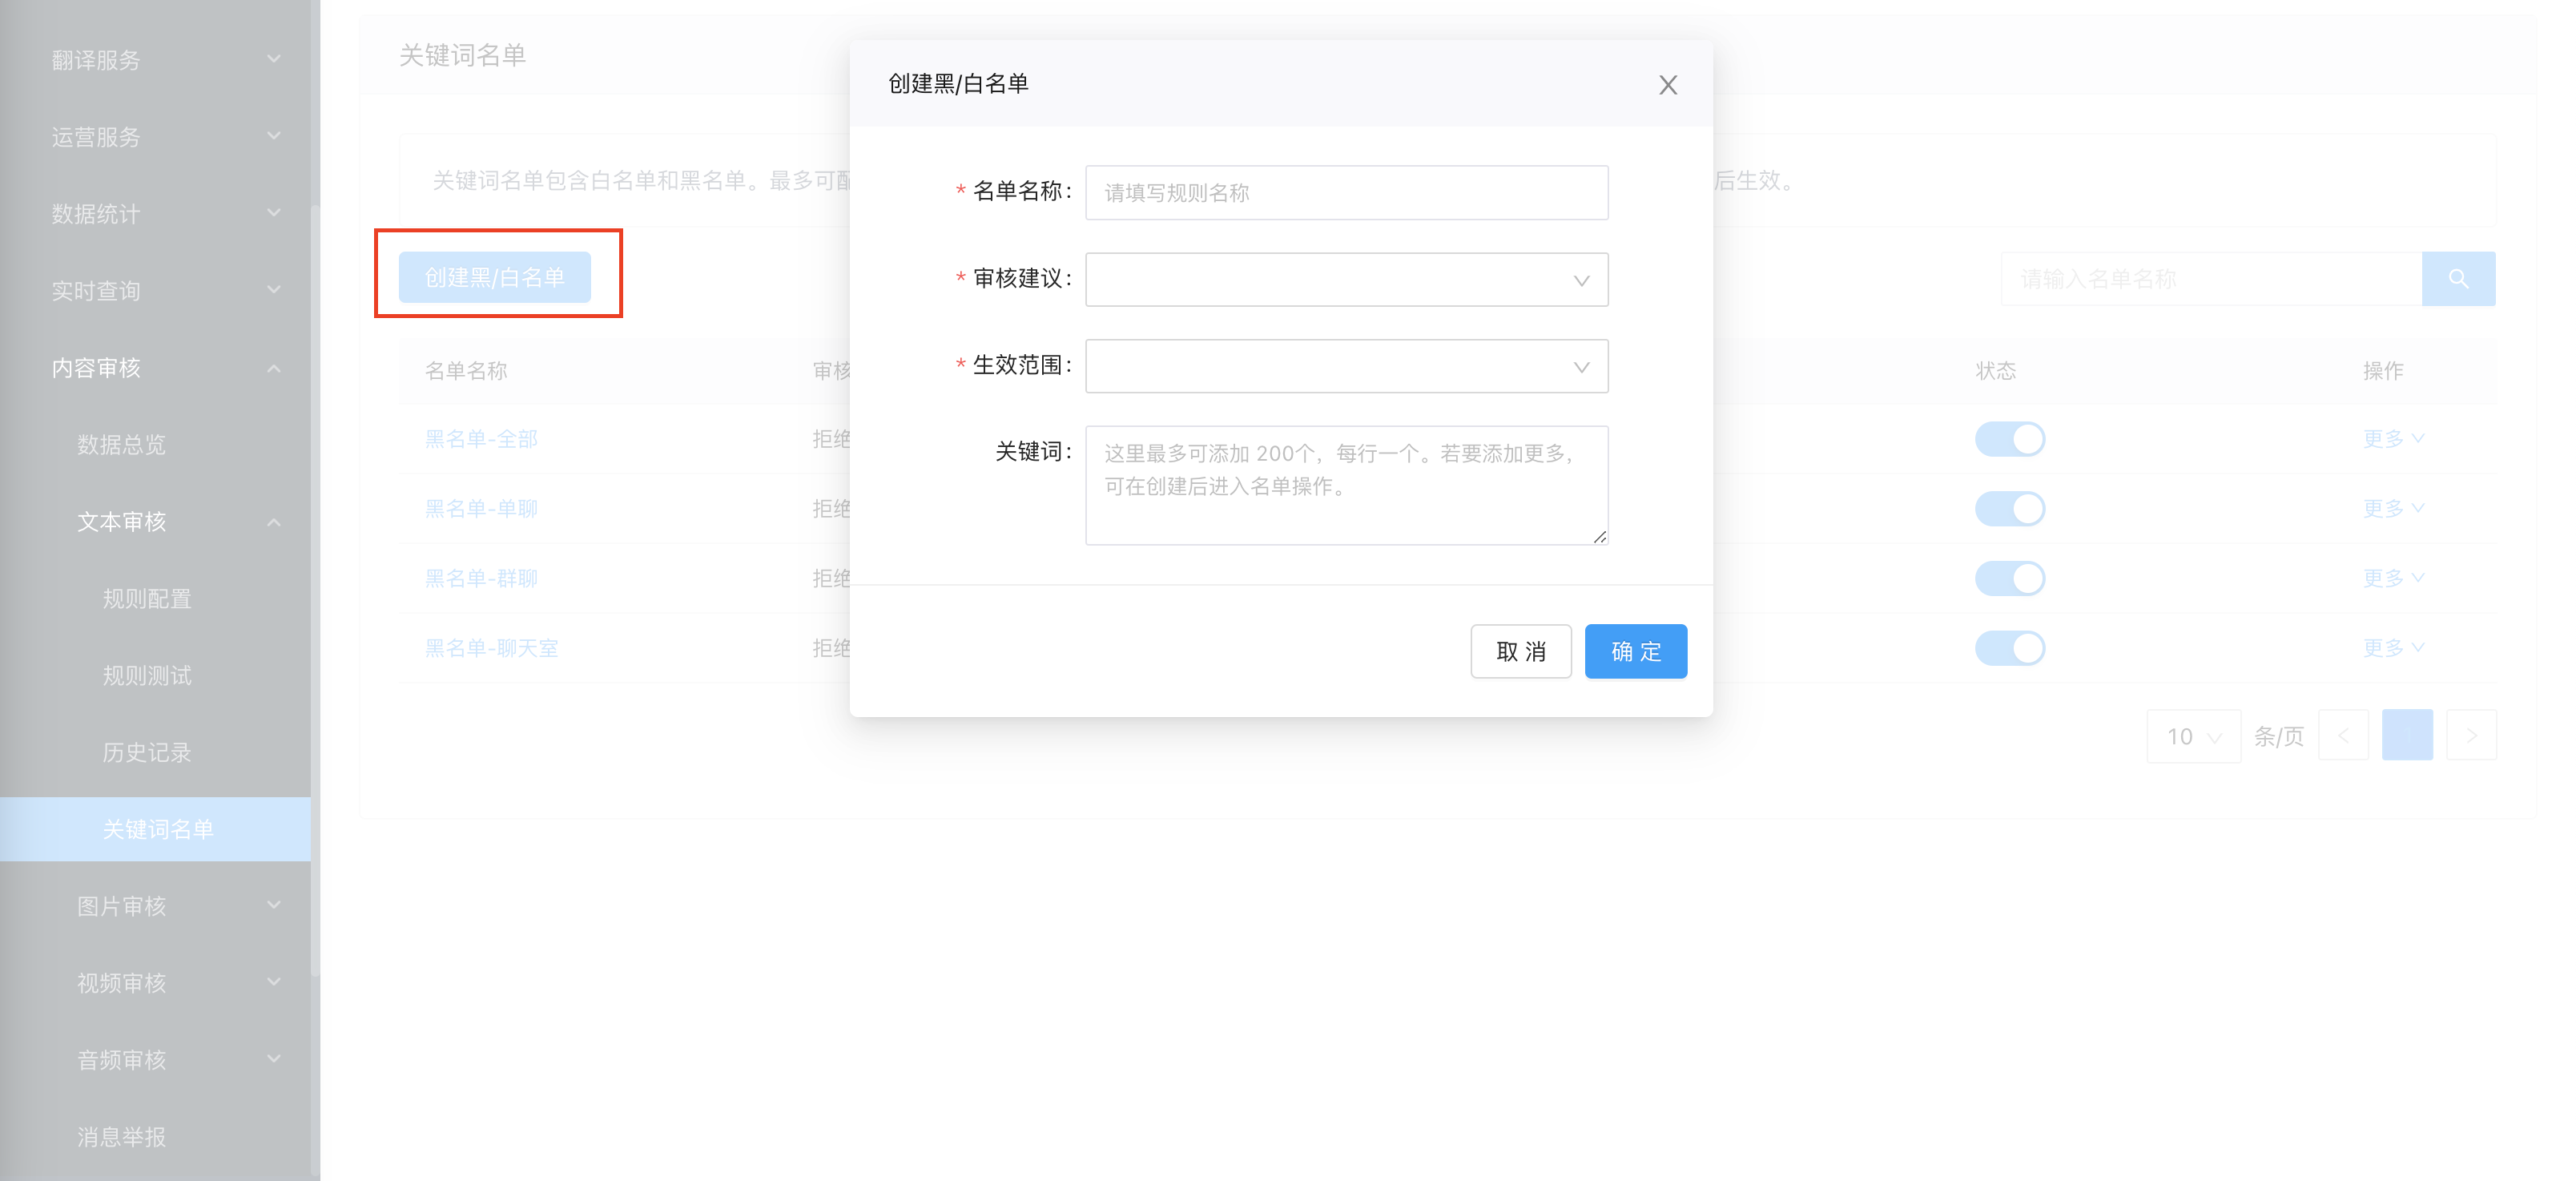 翻译服务
运营服务
数据统计
实时查询
内容审核
数据总览
文本审核
规则配置
规则测试
历史记录
关键词名单
图片审核
视频审核
音频审核
消息举报
关键词名单
关键词名单包含白名单和黑名单。最多可
后生效。
创建黑/白名单
请输入名单名称
名单名称 审核 状态 操作
黑名单-全部 拒绝 更多
黑名单-单聊 拒绝 更多
黑名单-群聊 拒绝 更多
黑名单-聊天室 拒绝 更多
10 条/页
创建黑/白名单
* 名单名称: 请填写规则名称
* 审核建议:
* 生效范围:
关键词: 这里最多可添加 200个，每行一个。若要添加更多，
可在创建后进入名单操作。
取 消 确 定